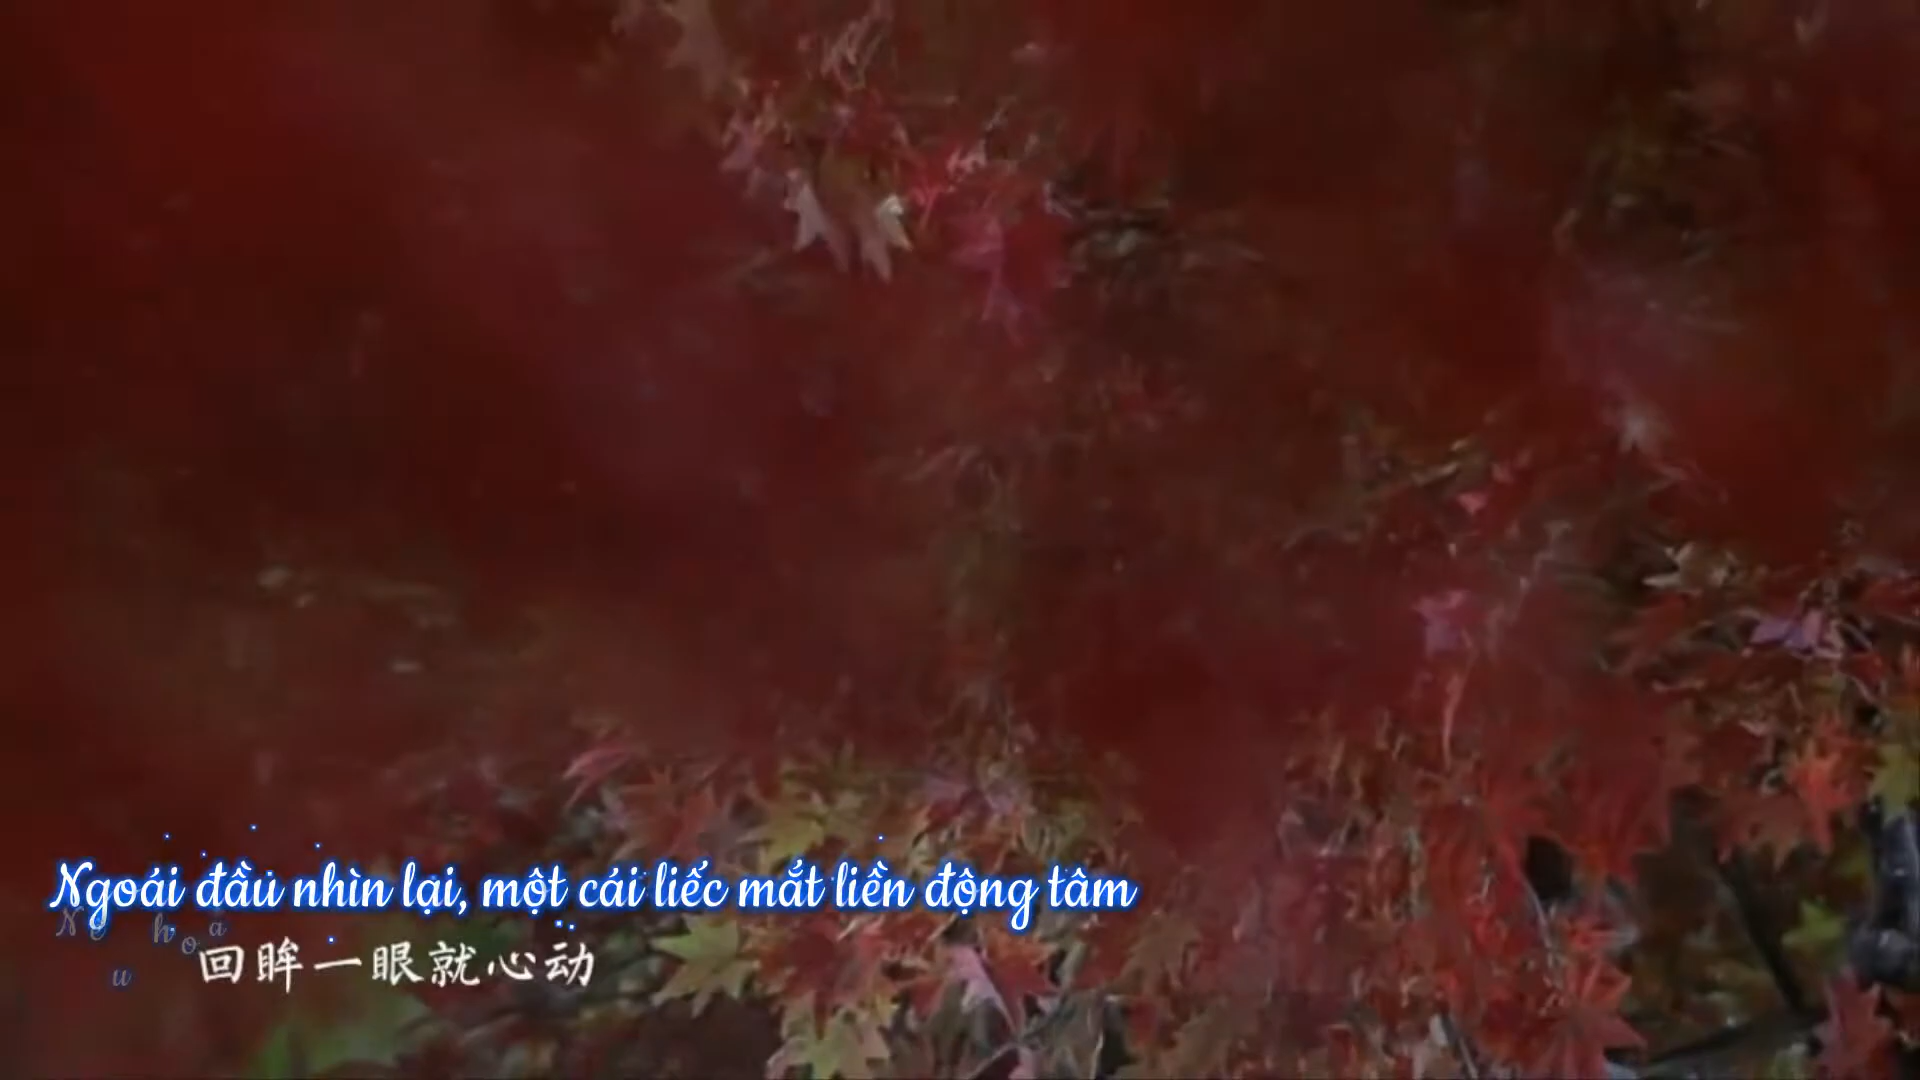 Ngoái đầu nhìn lại, một cái liếc mắt liền động tâm
回眸一眼就心动